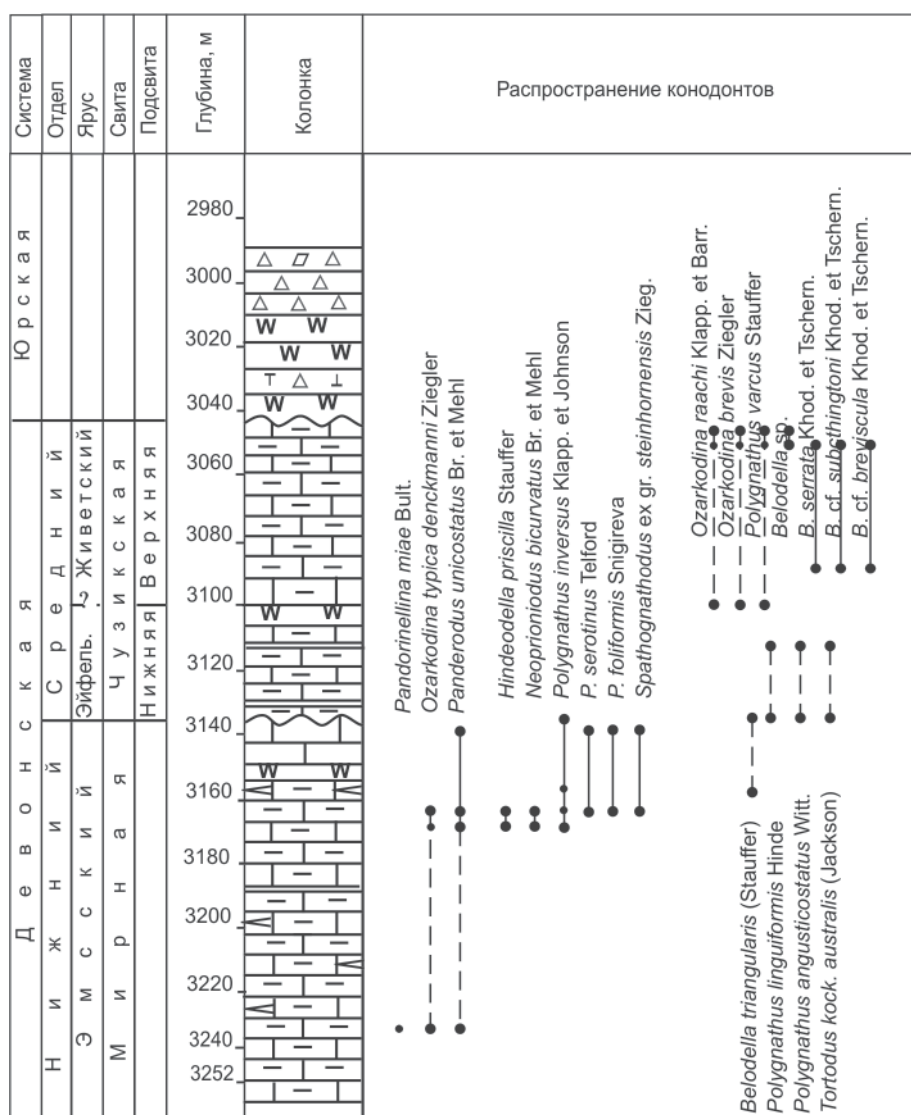 Система
Отдел
Ярус
Свита
Подсвита
Глубина, м
Колонка
Распространение конодонтов
Юрская
Девонская
Средний
Нижний
Живетский
?
Эйфель.
Эмсский
Чузикская
Мирная
Верхняя
Нижняя
2980
3000
3020
3040
3060
3080
3100
3120
3140
3160
3180
3200
3220
3240
3252
W W
W W
W W
W W
W W
Pandorinellina miae Bult.
Ozarkodina typica denckmanni Ziegler
Panderodus unicostatus Br. et Mehl
Hindeodella priscilla Stauffer
Neoprioniodus bicurvatus Br. et Mehl
Polygnathus inversus Klapp. et Johnson
P. serotinus Telford
P. foliformis Snigireva
Spathognathodus ex gr. steinhornensis Zieg.
Ozarkodina raachi Klapp. et Barr.
Ozarkodina brevis Ziegler
Polygnathus varcus Stauffer
Belodella sp.
B. serrata Khod. et Tschern.
B. cf. subcthingtoni Khod. et Tschern.
B. cf. breviscula Khod. et Tschern.
Belodella triangularis (Stauffer)
Polygnathus linguiformis Hinde
Polygnathus angusticostatus Witt.
Tortodus kock. australis (Jackson)